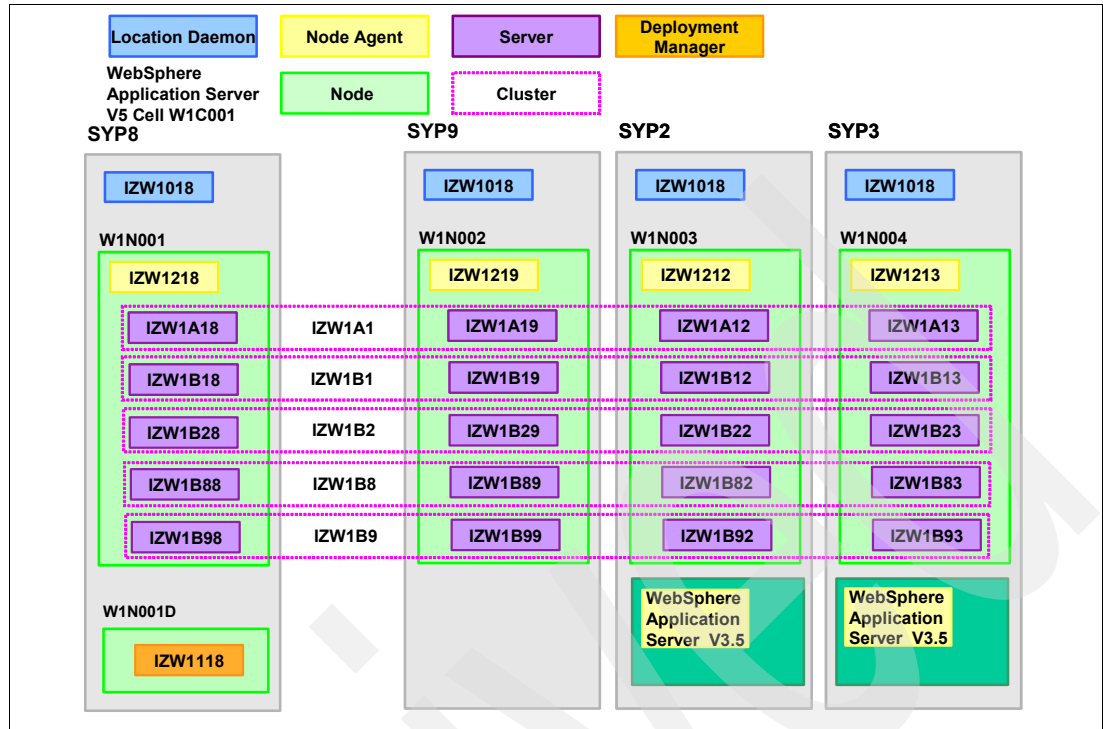 Location Daemon
Node Agent
Server
Deployment
Manager
WebSphere
Application Server
V5 Cell W1C001
Node
Cluster
SYP8
SYP9
SYP2
SYP3
IZW1018
IZW1018
IZW1018
IZW1018
W1N001
W1N002
W1N003
W1N004
IZW1218
IZW1219
IZW1212
IZW1213
IZW1A18
IZW1A1
IZW1A19
IZW1A12
IZW1A13
IZW1B18
IZW1B1
IZW1B19
IZW1B12
IZW1B13
IZW1B28
IZW1B2
IZW1B29
IZW1B22
IZW1B23
IZW1B88
IZW1B8
IZW1B89
IZW1B82
IZW1B83
IZW1B98
IZW1B9
IZW1B99
IZW1B92
IZW1B93
W1N001D
IZW1118
WebSphere
Application
Server V3.5
WebSphere
Application
Server V3.5